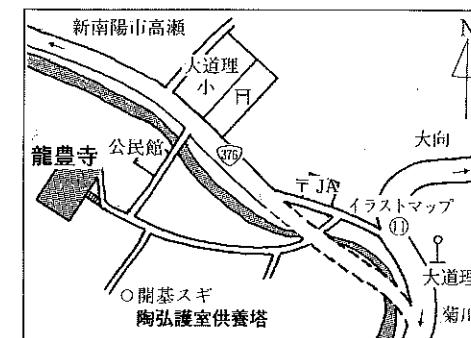 新南陽市高瀬
N
大道理
小
大向
公民館
376
龍豊寺
〒 JA
イラストマップ
⑪
大道理
菊川
開基スギ
陶弘護室供養塔